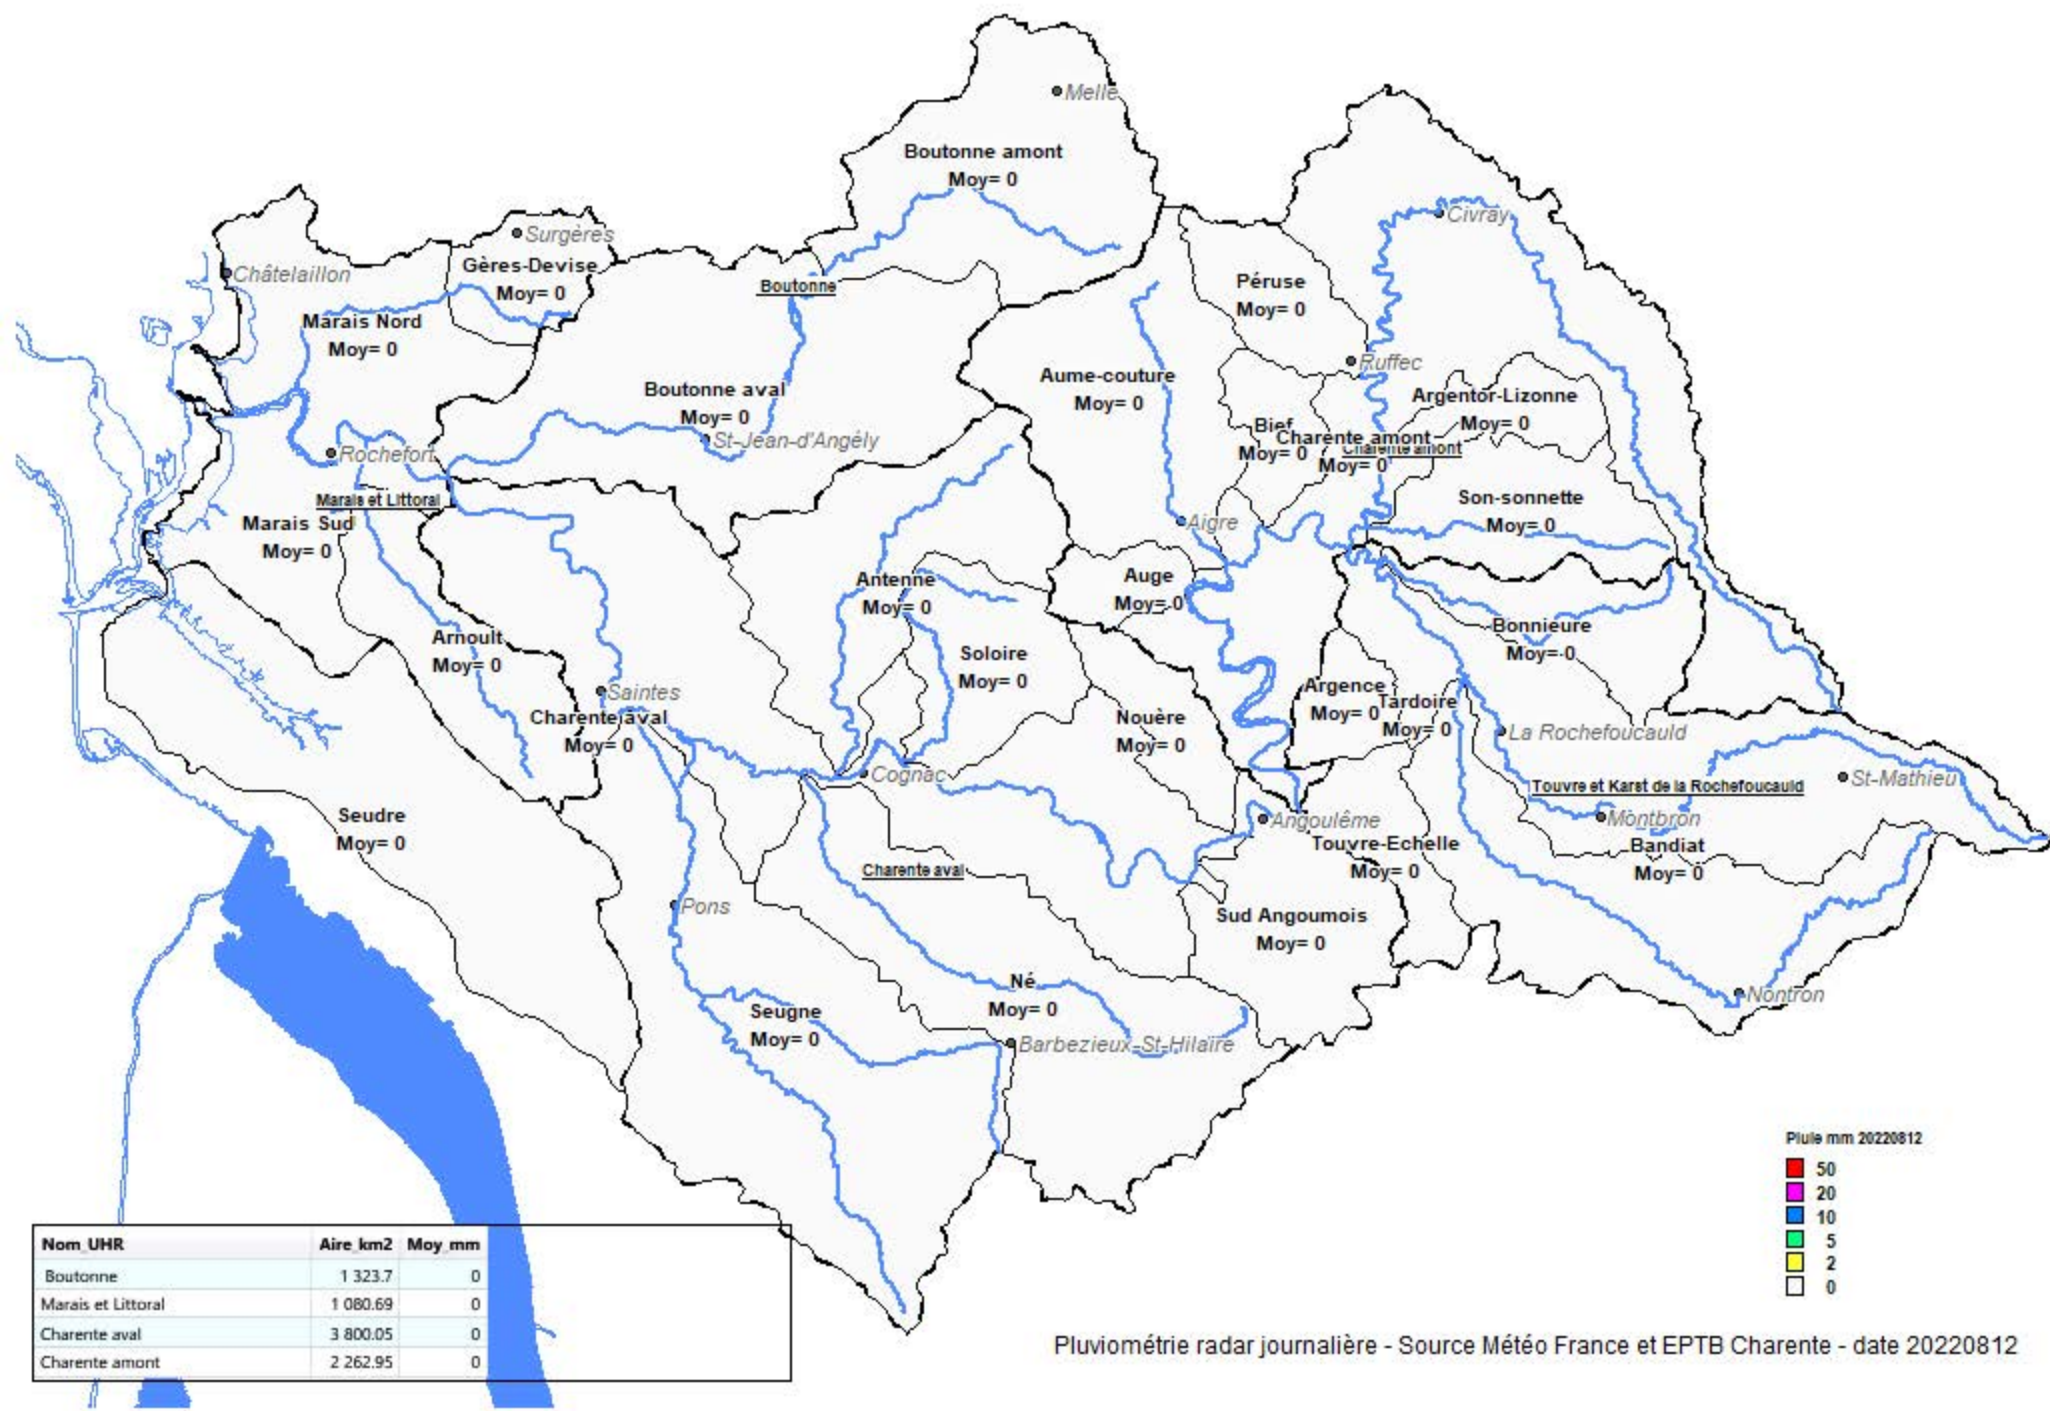 Melle
Boutonne amont
Moy= 0
Civray
Surgères
Gères-Devise
Moy= 0
Châtelaillon
Boutonne
Péruse
Moy= 0
Marais Nord
Moy= 0
Ruffec
Aume-couture
Moy= 0
Boutonne aval
Moy= 0
St-Jean-d'Angély
Argentor-Lizonne
Moy= 0
Bief
Moy= 0
Charente amont
Moy= 0
Charente amont
Rochefort
Marais et Littoral
Marais Sud
Moy= 0
Son-sonnette
Moy= 0
Aigre
Antenne
Moy= 0
Auge
Moy= 0
Bonnieure
Moy= 0
Arnoult
Moy= 0
Soloire
Moy= 0
Saintes
Charente aval
Moy= 0
Nouère
Moy= 0
Argence
Moy= 0
Tardoire
Moy= 0
La Rochefoucauld
Cognac
Touvre et Karst de la Rochefoucauld
St-Mathieu
Seudre
Moy= 0
Angoulême
Montbron
Touvre-Echelle
Moy= 0
Bandiat
Moy= 0
Charente aval
Pons
Sud Angoumois
Moy= 0
Né
Moy= 0
Nontron
Seugne
Moy= 0
Barbezieux-St-Hilaire
Pluie mm 20220812
50
20
10
5
2
0
Nom_UHR Aire_km2 Moy_mm
Boutonne 1 323.7 0
Marais et Littoral 1 080.69 0
Charente aval 3 800.05 0
Charente amont 2 262.95 0
Pluviométrie radar journalière - Source Météo France et EPTB Charente - date 20220812